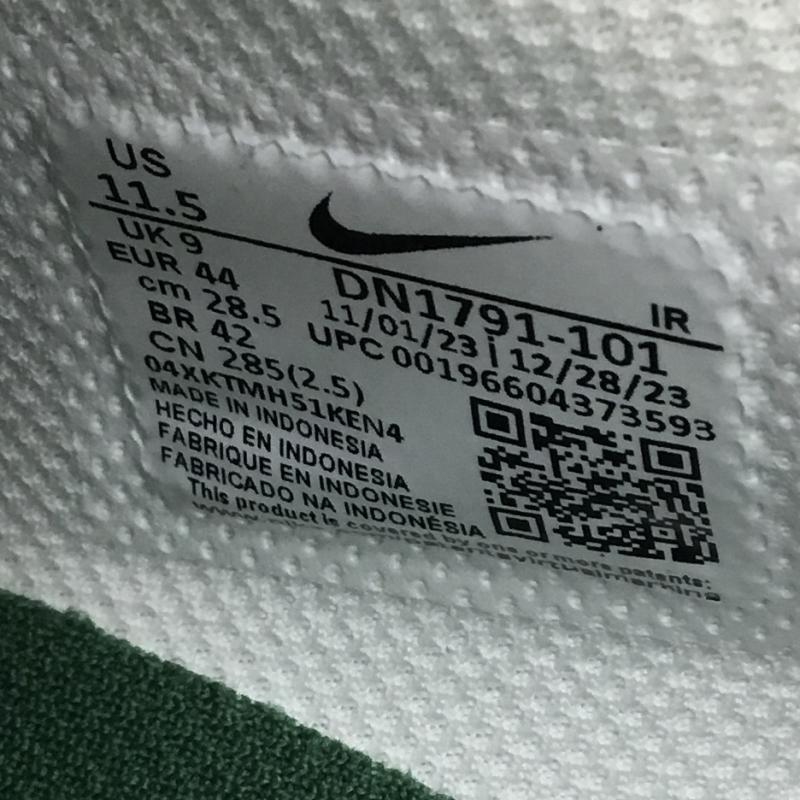 US
11.5
UK 9
EUR 44
cm 28.5
BR 42
CN 285(2.5)
04XKTMH51KEN4
MADE IN INDONESIA
HECHO EN INDONESIA
FABRIQUE EN INDONESIE
FABRICADO NA INDONÉSIA
This product is covered by one or more patents:
IR
DN1791-101
11/01/23 | 12/28/23
UPC 00196604373593